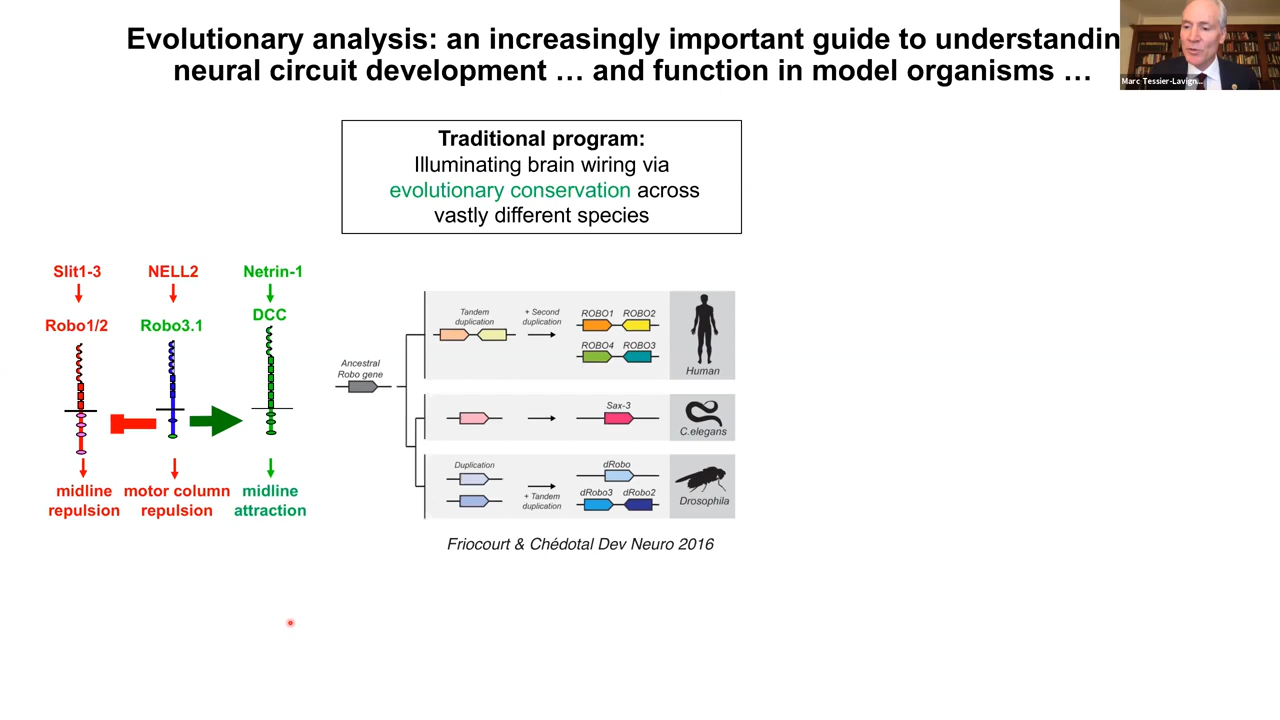 Evolutionary analysis: an increasingly important guide to understandin
neural circuit development … and function in model organisms …
Marc Tessier-Lavign...
Traditional program:
Illuminating brain wiring via
evolutionary conservation across
vastly different species
Slit1-3
NELL2
Netrin-1
Robo1/2
Robo3.1
DCC
midline
repulsion
motor column
repulsion
midline
attraction
Ancestral
Robo gene
Tandem
duplication
+ Second
duplication
ROBO1
ROBO2
ROBO4
ROBO3
Human
Sax-3
C.elegans
Duplication
+ Tandem
duplication
dRobo
dRobo3
dRobo2
Drosophila
Friocourt & Chédotal Dev Neuro 2016